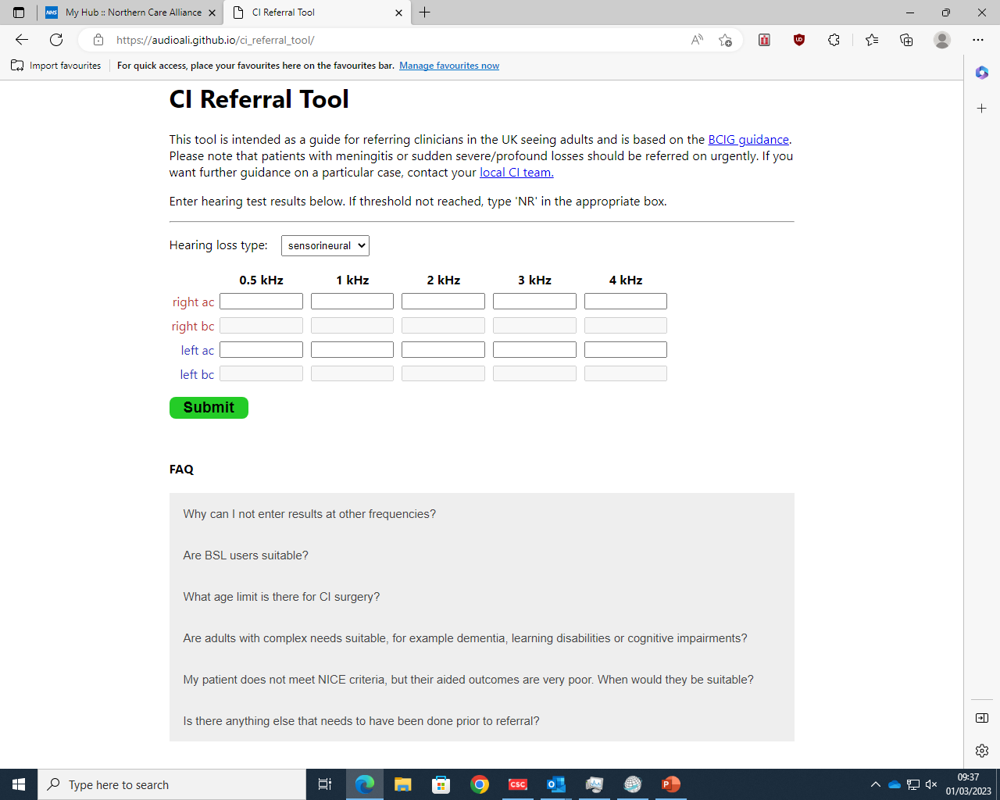 My Hub :: Northern Care Alliance
CI Referral Tool
https://audioali.github.io/ci_referral_tool/
Import favourites
For quick access, place your favourites here on the favourites bar. Manage favourites now
CI Referral Tool
This tool is intended as a guide for referring clinicians in the UK seeing adults and is based on the BCIG guidance.
Please note that patients with meningitis or sudden severe/profound losses should be referred on urgently. If you
want further guidance on a particular case, contact your local CI team.
Enter hearing test results below. If threshold not reached, type 'NR' in the appropriate box.
Hearing loss type: sensorineural
0.5 kHz 1 kHz 2 kHz 3 kHz 4 kHz
right ac
right bc
left ac
left bc
Submit
FAQ
Why can I not enter results at other frequencies?
Are BSL users suitable?
What age limit is there for CI surgery?
Are adults with complex needs suitable, for example dementia, learning disabilities or cognitive impairments?
My patient does not meet NICE criteria, but their aided outcomes are very poor. When would they be suitable?
Is there anything else that needs to have been done prior to referral?
Type here to search
CSC
09:37
01/03/2023